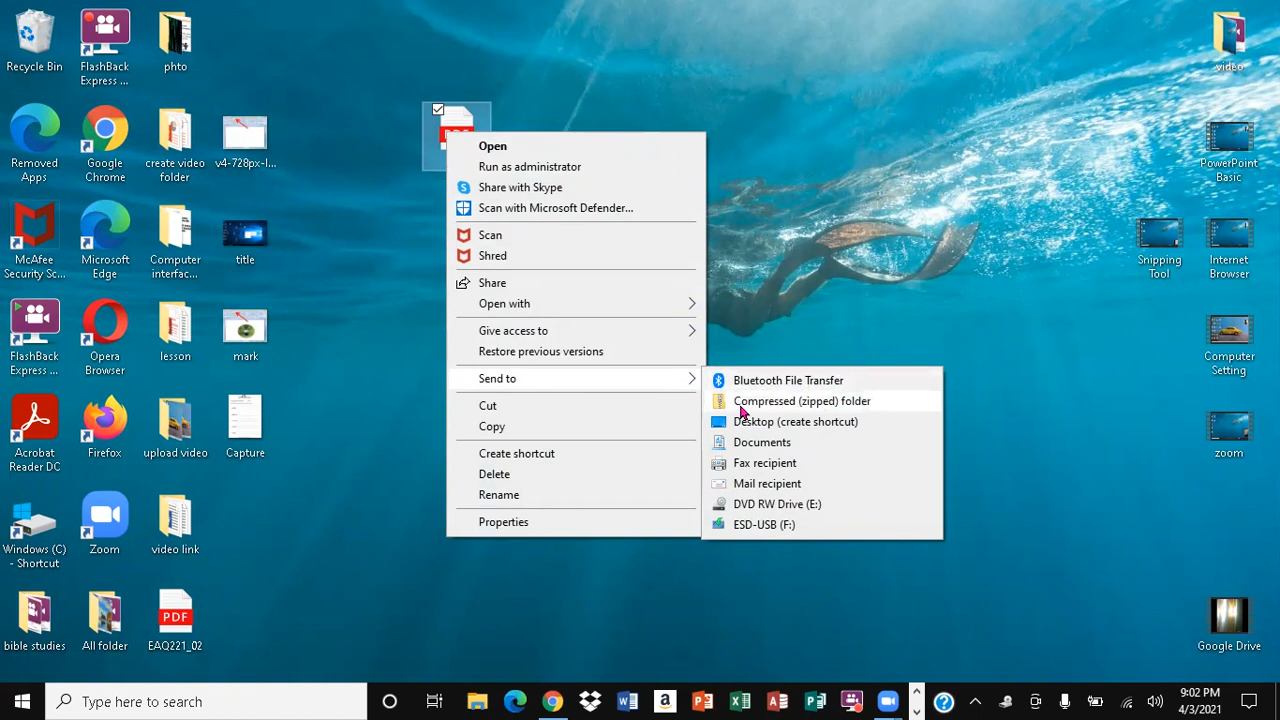 Recycle Bin
FlashBack
Express ...
phto
Removed
Apps
Google
Chrome
create video
folder
v4-728px-I...
McAfee
Security Sc...
Microsoft
Edge
Computer
interfac...
title
FlashBack
Express ...
Opera
Browser
lesson
mark
Acrobat
Reader DC
Firefox
upload video
Capture
Windows (C)
- Shortcut
Zoom
video link
bible studies
All folder
PDF
EAQ221_02
Open
Run as administrator
Share with Skype
Scan with Microsoft Defender...
Scan
Shred
Share
Open with
Give access to
Restore previous versions
Send to
Cut
Copy
Create shortcut
Delete
Rename
Properties
Bluetooth File Transfer
Compressed (zipped) folder
Desktop (create shortcut)
Documents
Fax recipient
Mail recipient
DVD RW Drive (E:)
ESD-USB (F:)
video
PowerPoint
Basic
Snipping
Tool
Internet
Browser
Computer
Setting
zoom
Google Drive
Type here to search
9:02 PM
4/3/2021